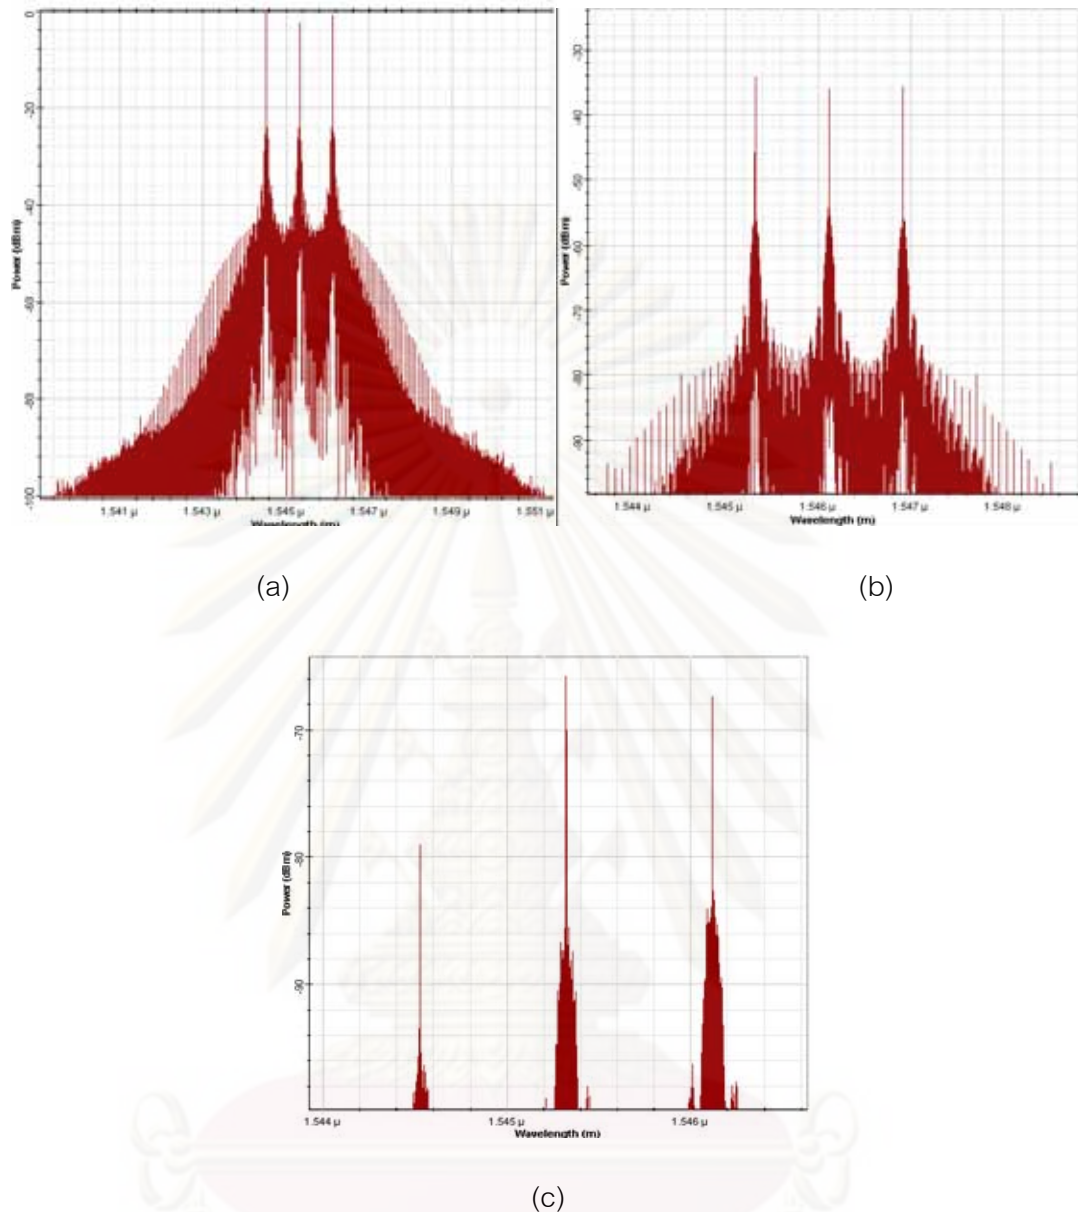 0
-20
-40
-60
-80
-100
Power (dBm)
1.541 µ 1.543 µ 1.545 µ 1.547 µ 1.549 µ 1.551 µ
Wavelength (m)
(a)
-30
-40
-50
-60
-70
-80
-90
Power (dBm)
1.544 µ 1.545 µ 1.546 µ 1.547 µ 1.548 µ
Wavelength (m)
(b)
-70
-80
-90
Power (dBm)
1.544 µ 1.545 µ 1.546 µ
Wavelength (m)
(c)